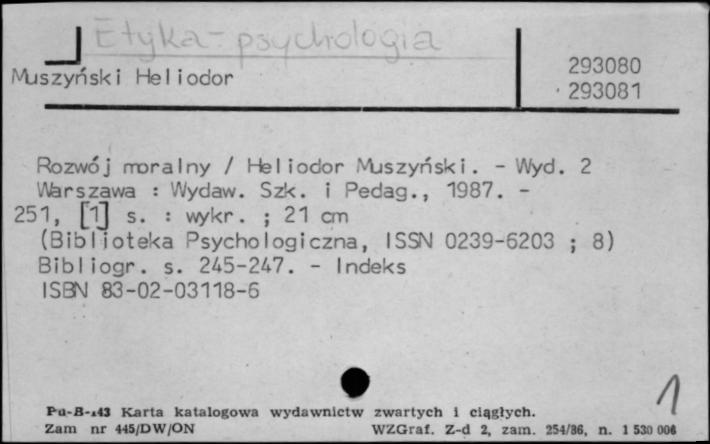 Etyka - psychologia
Muszyński Heliodor
293080
293081
Rozwój moralny / Heliodor Muszyński. - Wyd. 2
Warszawa : Wydaw. Szk. i Pedag., 1987. -
251, [1] s. : wykr. ; 21 cm
(Biblioteka Psychologiczna, ISSN 0239-6203 ; 8)
Bibliogr. s. 245-247. - Indeks
ISBN 83-02-03118-6
1
Pu-B-143 Karta katalogowa wydawnictw zwartych i ciągłych.
Zam nr 445/DW/ON WZGraf. Z-d 2, zam. 254/86, n. 1 530 006